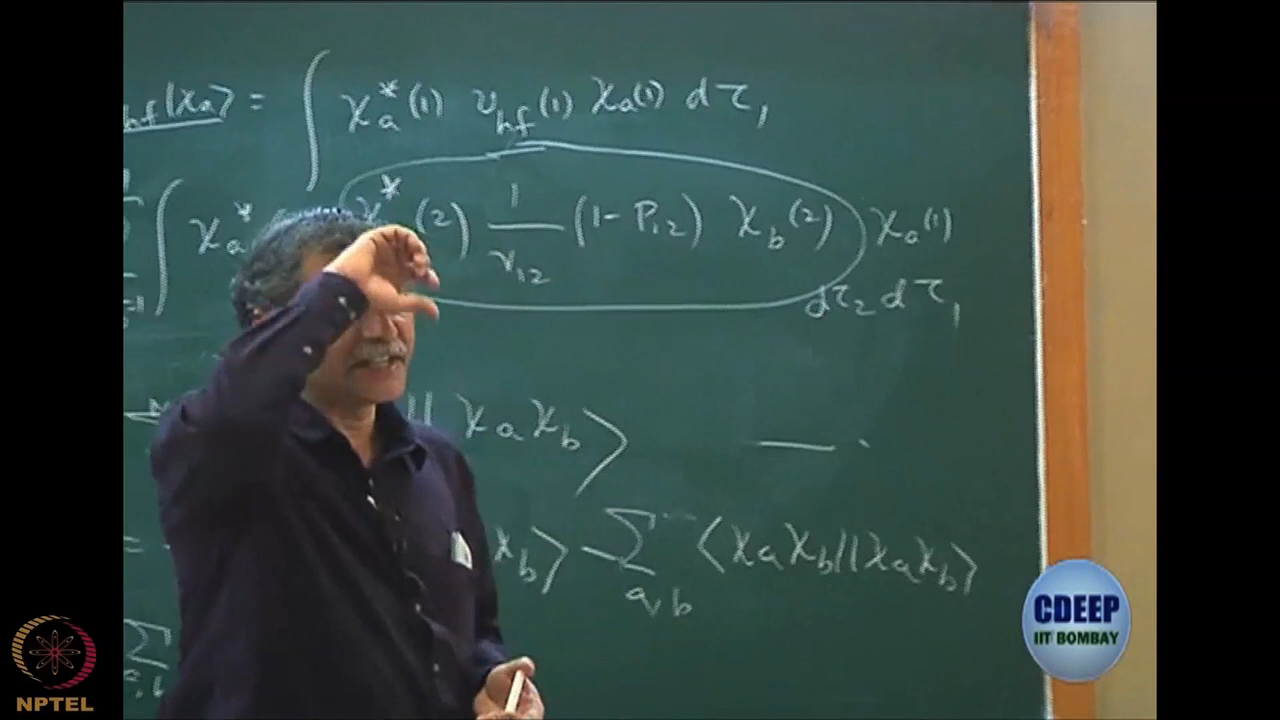 hf|χa⟩ = ∫ χa*(1) vhf(1) χa(1) dτ1
∫ χa* χ*(2) 1/r12 (1-P12) χb(2) χa(1)
dτ2 dτ1
|| χa χb⟩ — .
= χb⟩ - Σ a,b ⟨χa χb || χa χb⟩
Σ
CDEEP
IIT BOMBAY
NPTEL